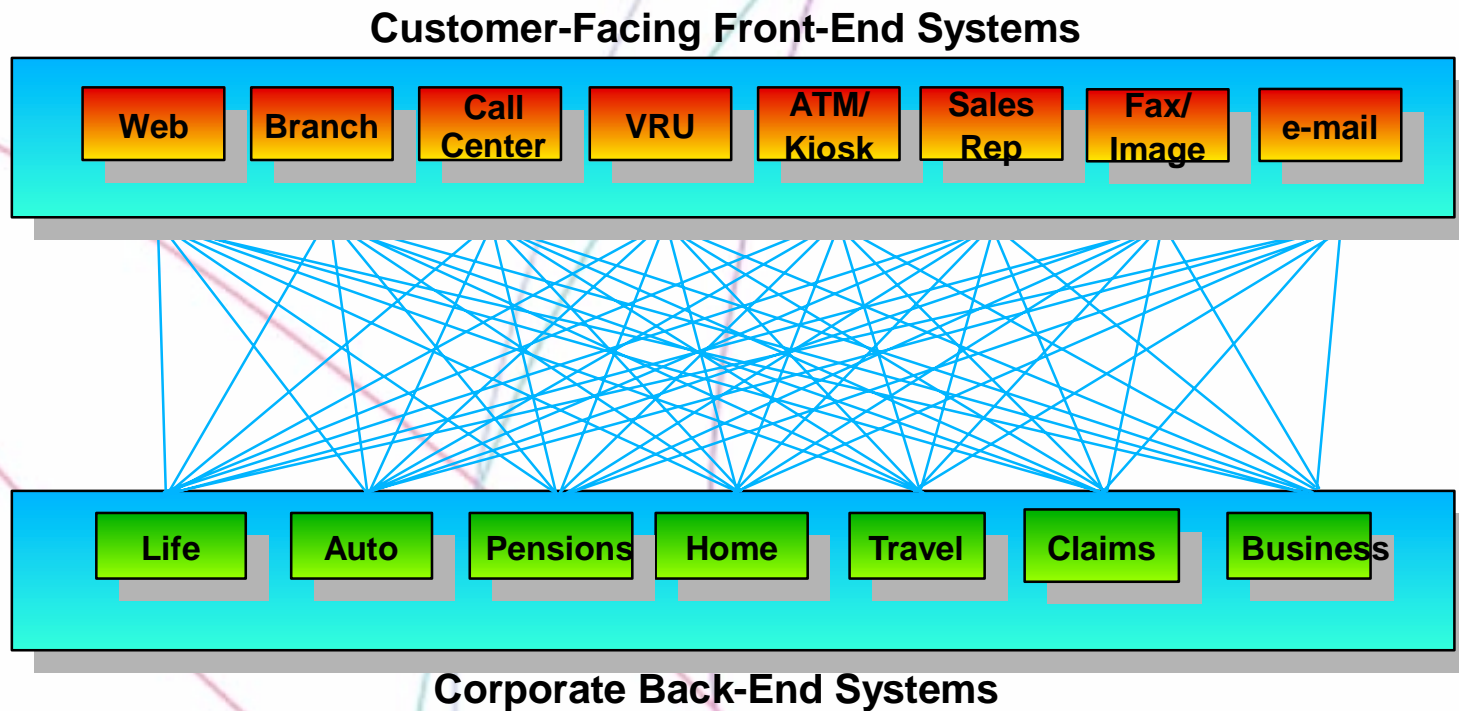 Customer-Facing Front-End Systems
Web
Branch
Call
Center
VRU
ATM/
Kiosk
Sales
Rep
Fax/
Image
e-mail
Life
Auto
Pensions
Home
Travel
Claims
Business
Corporate Back-End Systems